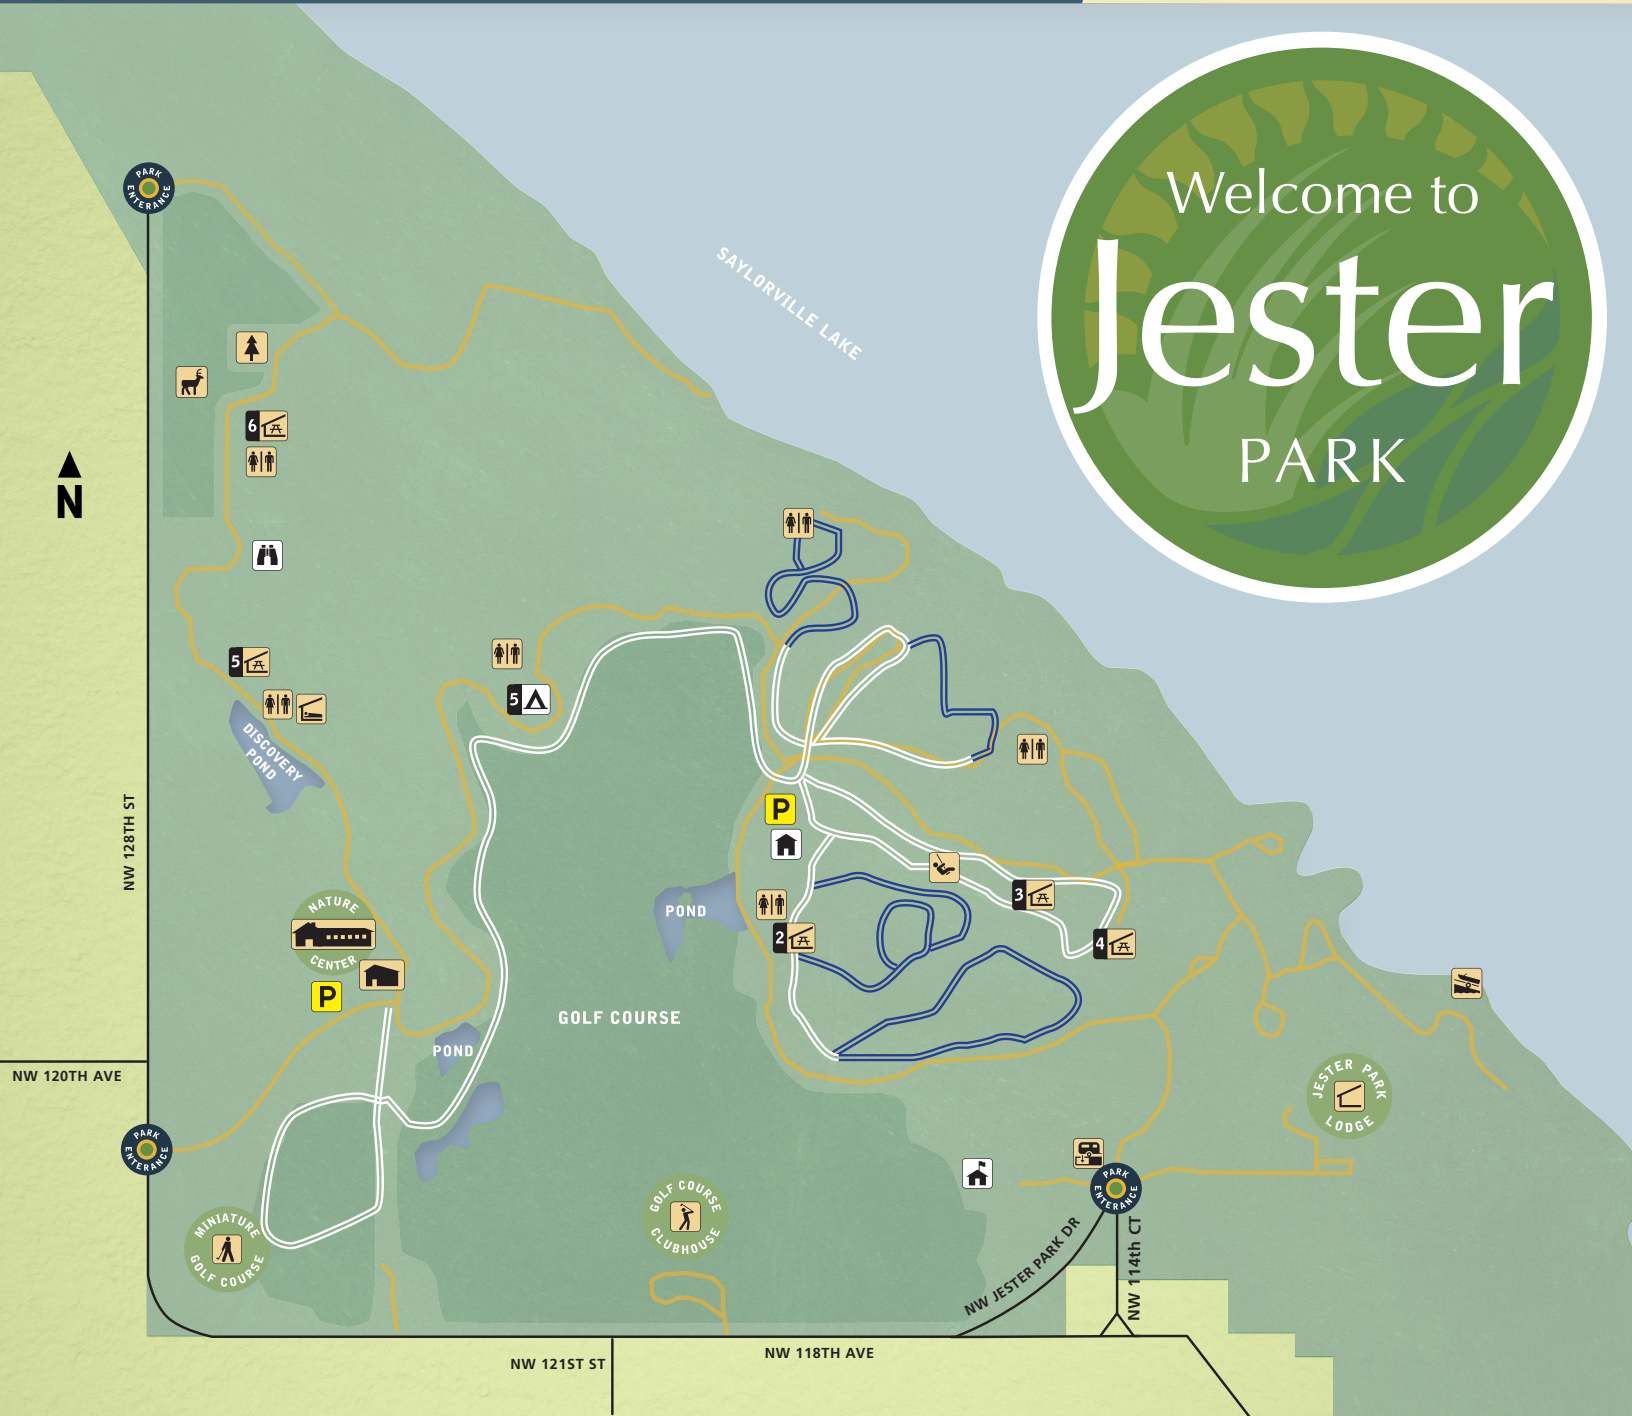 Welcome to
Jester
PARK
PARK
ENTERANCE
SAYLORVILLE LAKE
6
N
5
5
DISCOVERY
POND
NW 128TH ST
P
3
NATURE
CENTER
POND
2
4
P
GOLF COURSE
POND
NW 120TH AVE
JESTER PARK
LODGE
PARK
ENTERANCE
PARK
ENTERANCE
GOLF COURSE
CLUBHOUSE
MINIATURE
GOLF COURSE
NW JESTER PARK DR
NW 114th CT
NW 121ST ST
NW 118TH AVE